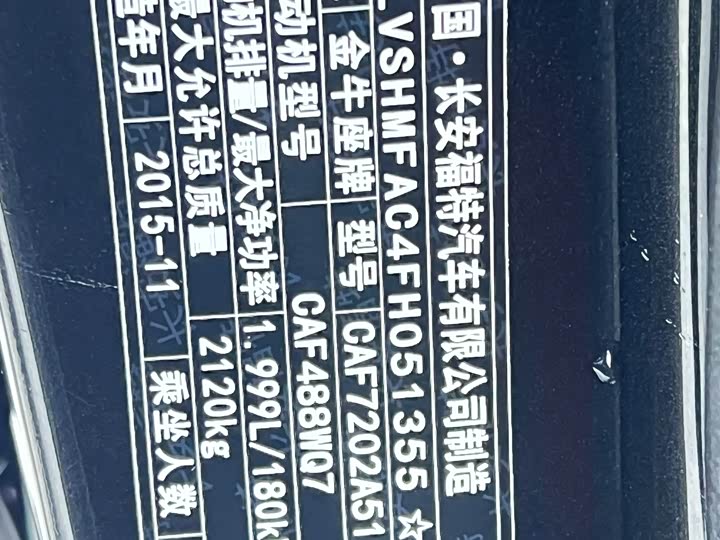 国·长安福特汽车有限公司制造
LVSHMFAC4FH051355 ☆
金牛座牌 型号 CAF7202A51
动机型号 CAF488WQ7
机排量/最大净功率 1.999L/180k
最大允许总质量 2120kg
年月 2015-11 乘坐人数